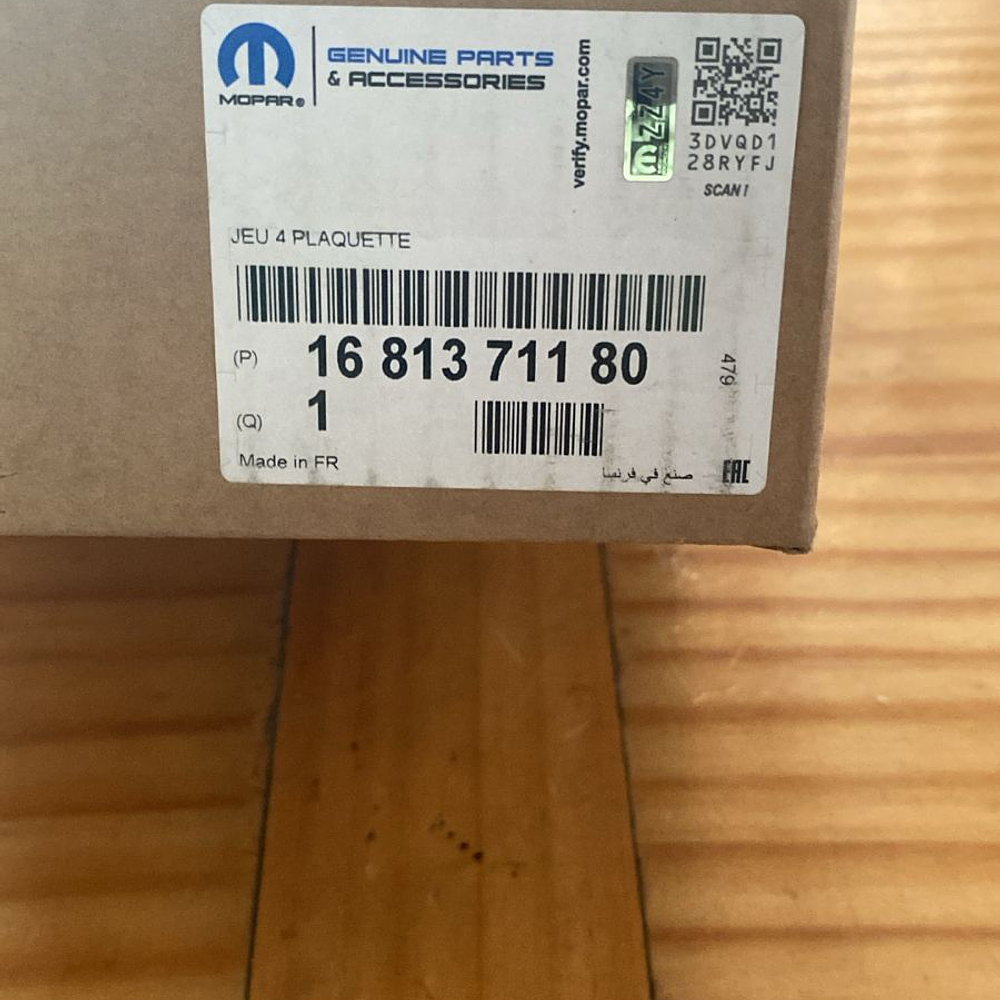 MOPAR®
GENUINE PARTS
& ACCESSORIES
verify.mopar.com
ZZ4Y
3DVQD1
28RYFJ
SCAN!
JEU 4 PLAQUETTE
(P) 16 813 711 80
479
(Q) 1
Made in FR
صنع في فرنسا
EAC